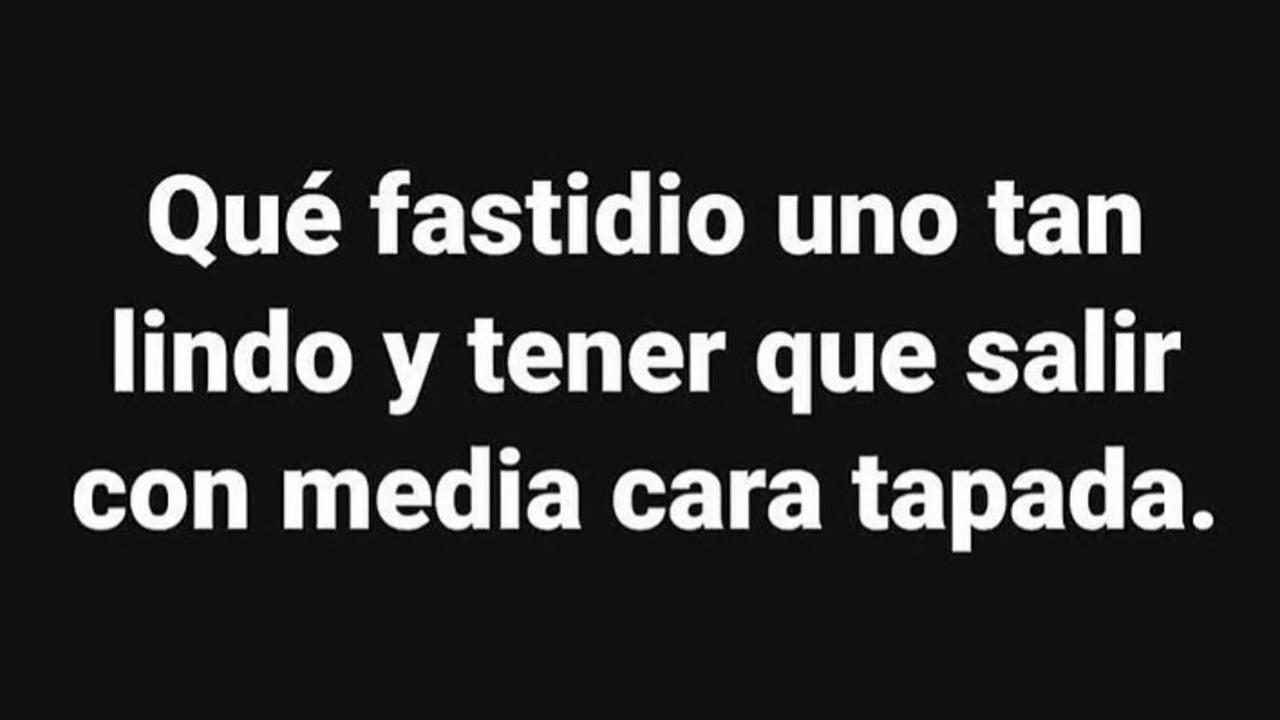 Qué fastidio uno tan
lindo y tener que salir
con media cara tapada.